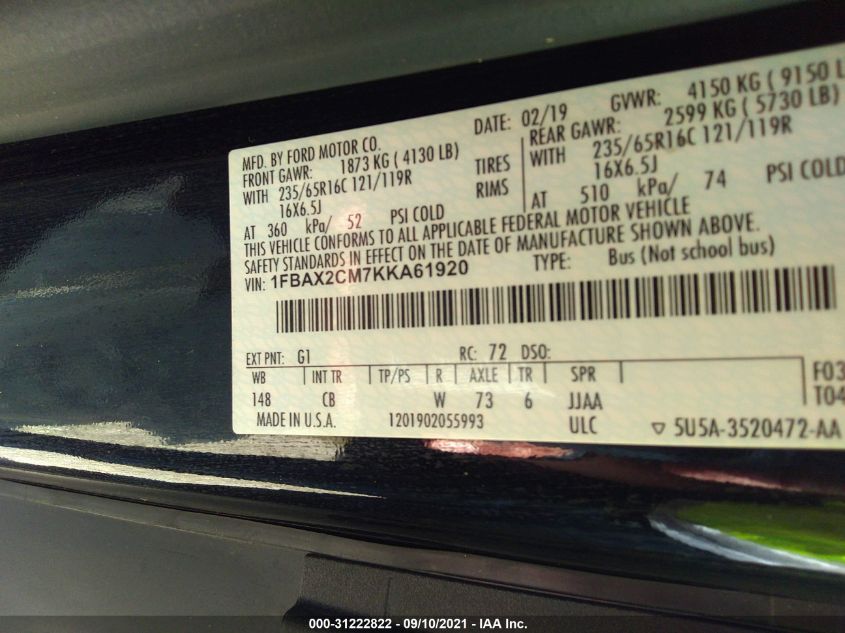 MFD. BY FORD MOTOR CO. DATE: 02/19 GVWR: 4150 KG ( 9150 L
FRONT GAWR: 1873 KG ( 4130 LB) REAR GAWR: 2599 KG ( 5730 LB)
WITH 235/65R16C 121/119R TIRES WITH 235/65R16C 121/119R
16X6.5J RIMS 16X6.5J
AT 360 kPa/ 52 PSI COLD AT 510 kPa/ 74 PSI COLD
THIS VEHICLE CONFORMS TO ALL APPLICABLE FEDERAL MOTOR VEHICLE
SAFETY STANDARDS IN EFFECT ON THE DATE OF MANUFACTURE SHOWN ABOVE.
VIN: 1FBAX2CM7KKA61920 TYPE: Bus (Not school bus)
EXT PNT: G1 RC: 72 DSO:
WB INT TR TP/PS R AXLE TR SPR F03
148 CB W 73 6 JJAA T04
MADE IN U.S.A. 1201902055993 ULC ▽ 5U5A-3520472-AA
000-31222822 - 09/10/2021 - IAA Inc.